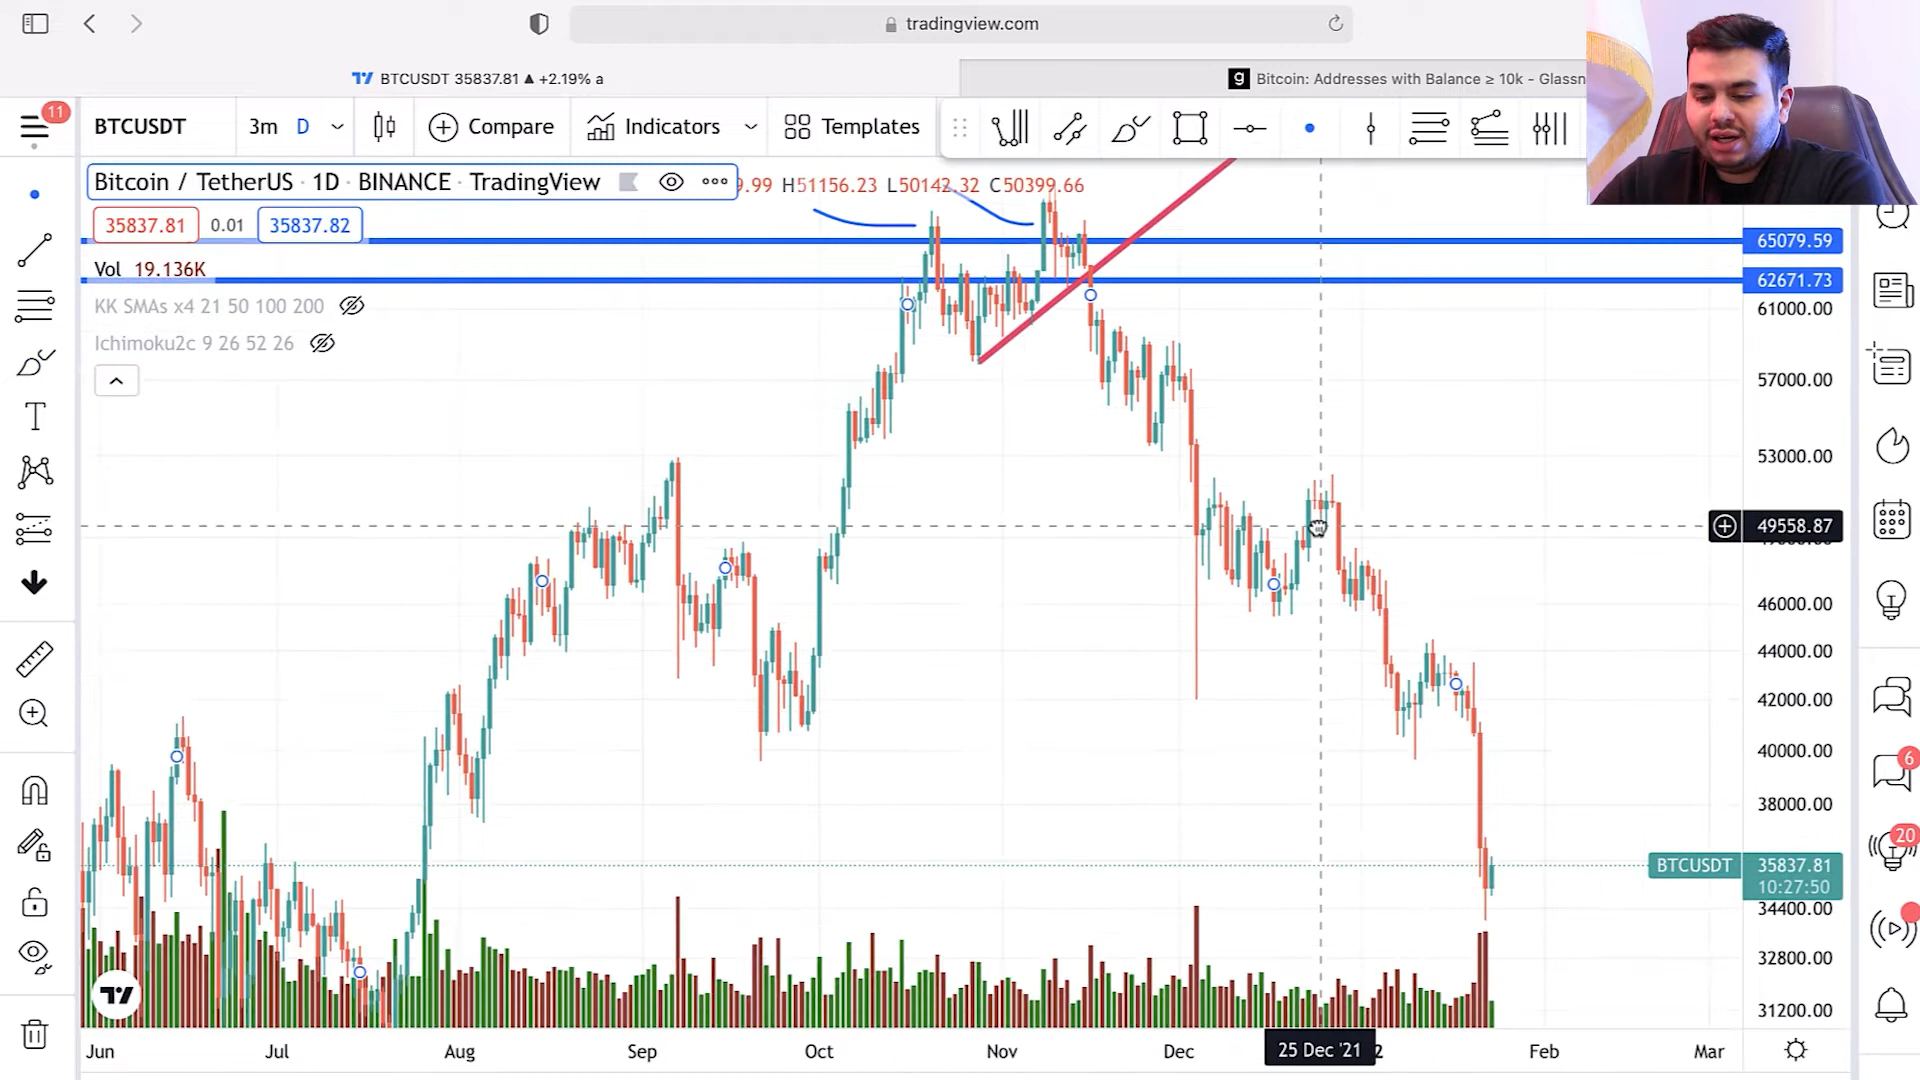 tradingview.com
BTCUSDT 35837.81 ▲ +2.19% a
Bitcoin: Addresses with Balance ≥ 10k - Glassn
11
BTCUSDT 3m D Compare Indicators Templates
Bitcoin / TetherUS · 1D · BINANCE · TradingView 9.99 H51156.23 L50142.32 C50399.66
35837.81 0.01 35837.82
Vol 19.136K
KK SMAs x4 21 50 100 200
Ichimoku2c 9 26 52 26
65079.59
62671.73
61000.00
57000.00
53000.00
49558.87
46000.00
44000.00
42000.00
40000.00
38000.00
BTCUSDT 35837.81
10:27:50
34400.00
32800.00
31200.00
6
20
Jun Jul Aug Sep Oct Nov Dec 25 Dec '21 2 Feb Mar